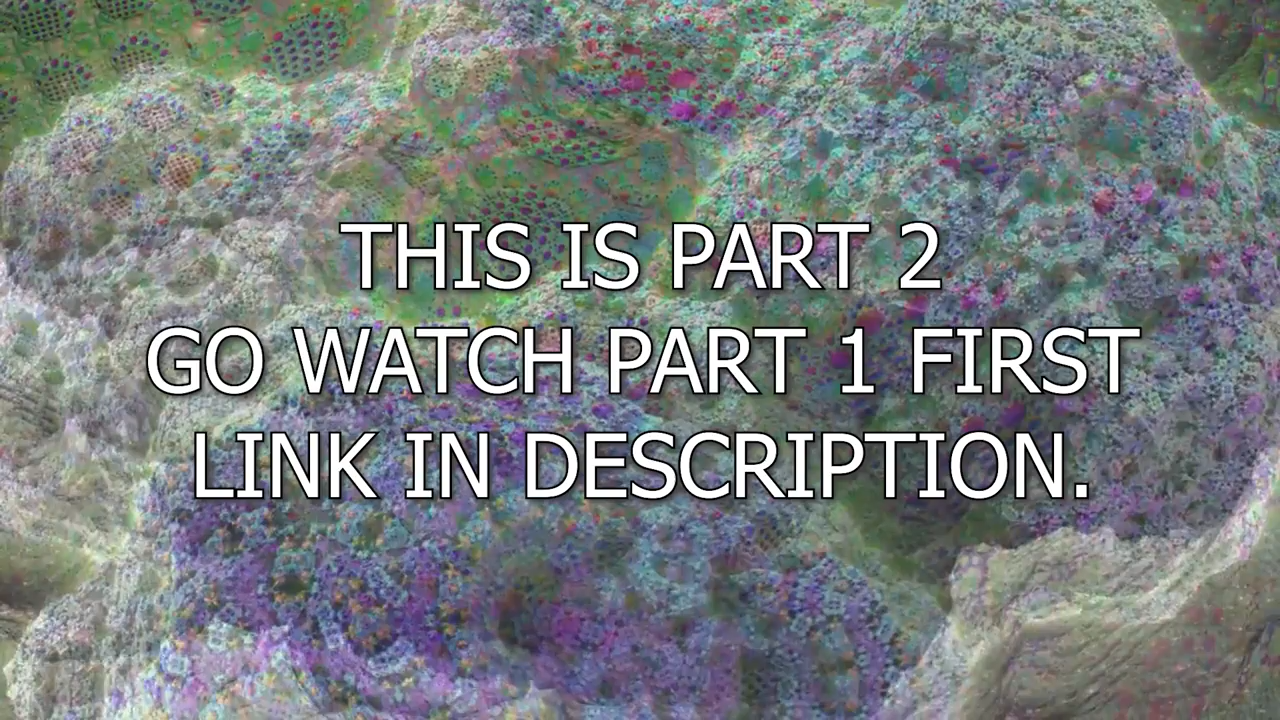 THIS IS PART 2
GO WATCH PART 1 FIRST
LINK IN DESCRIPTION.